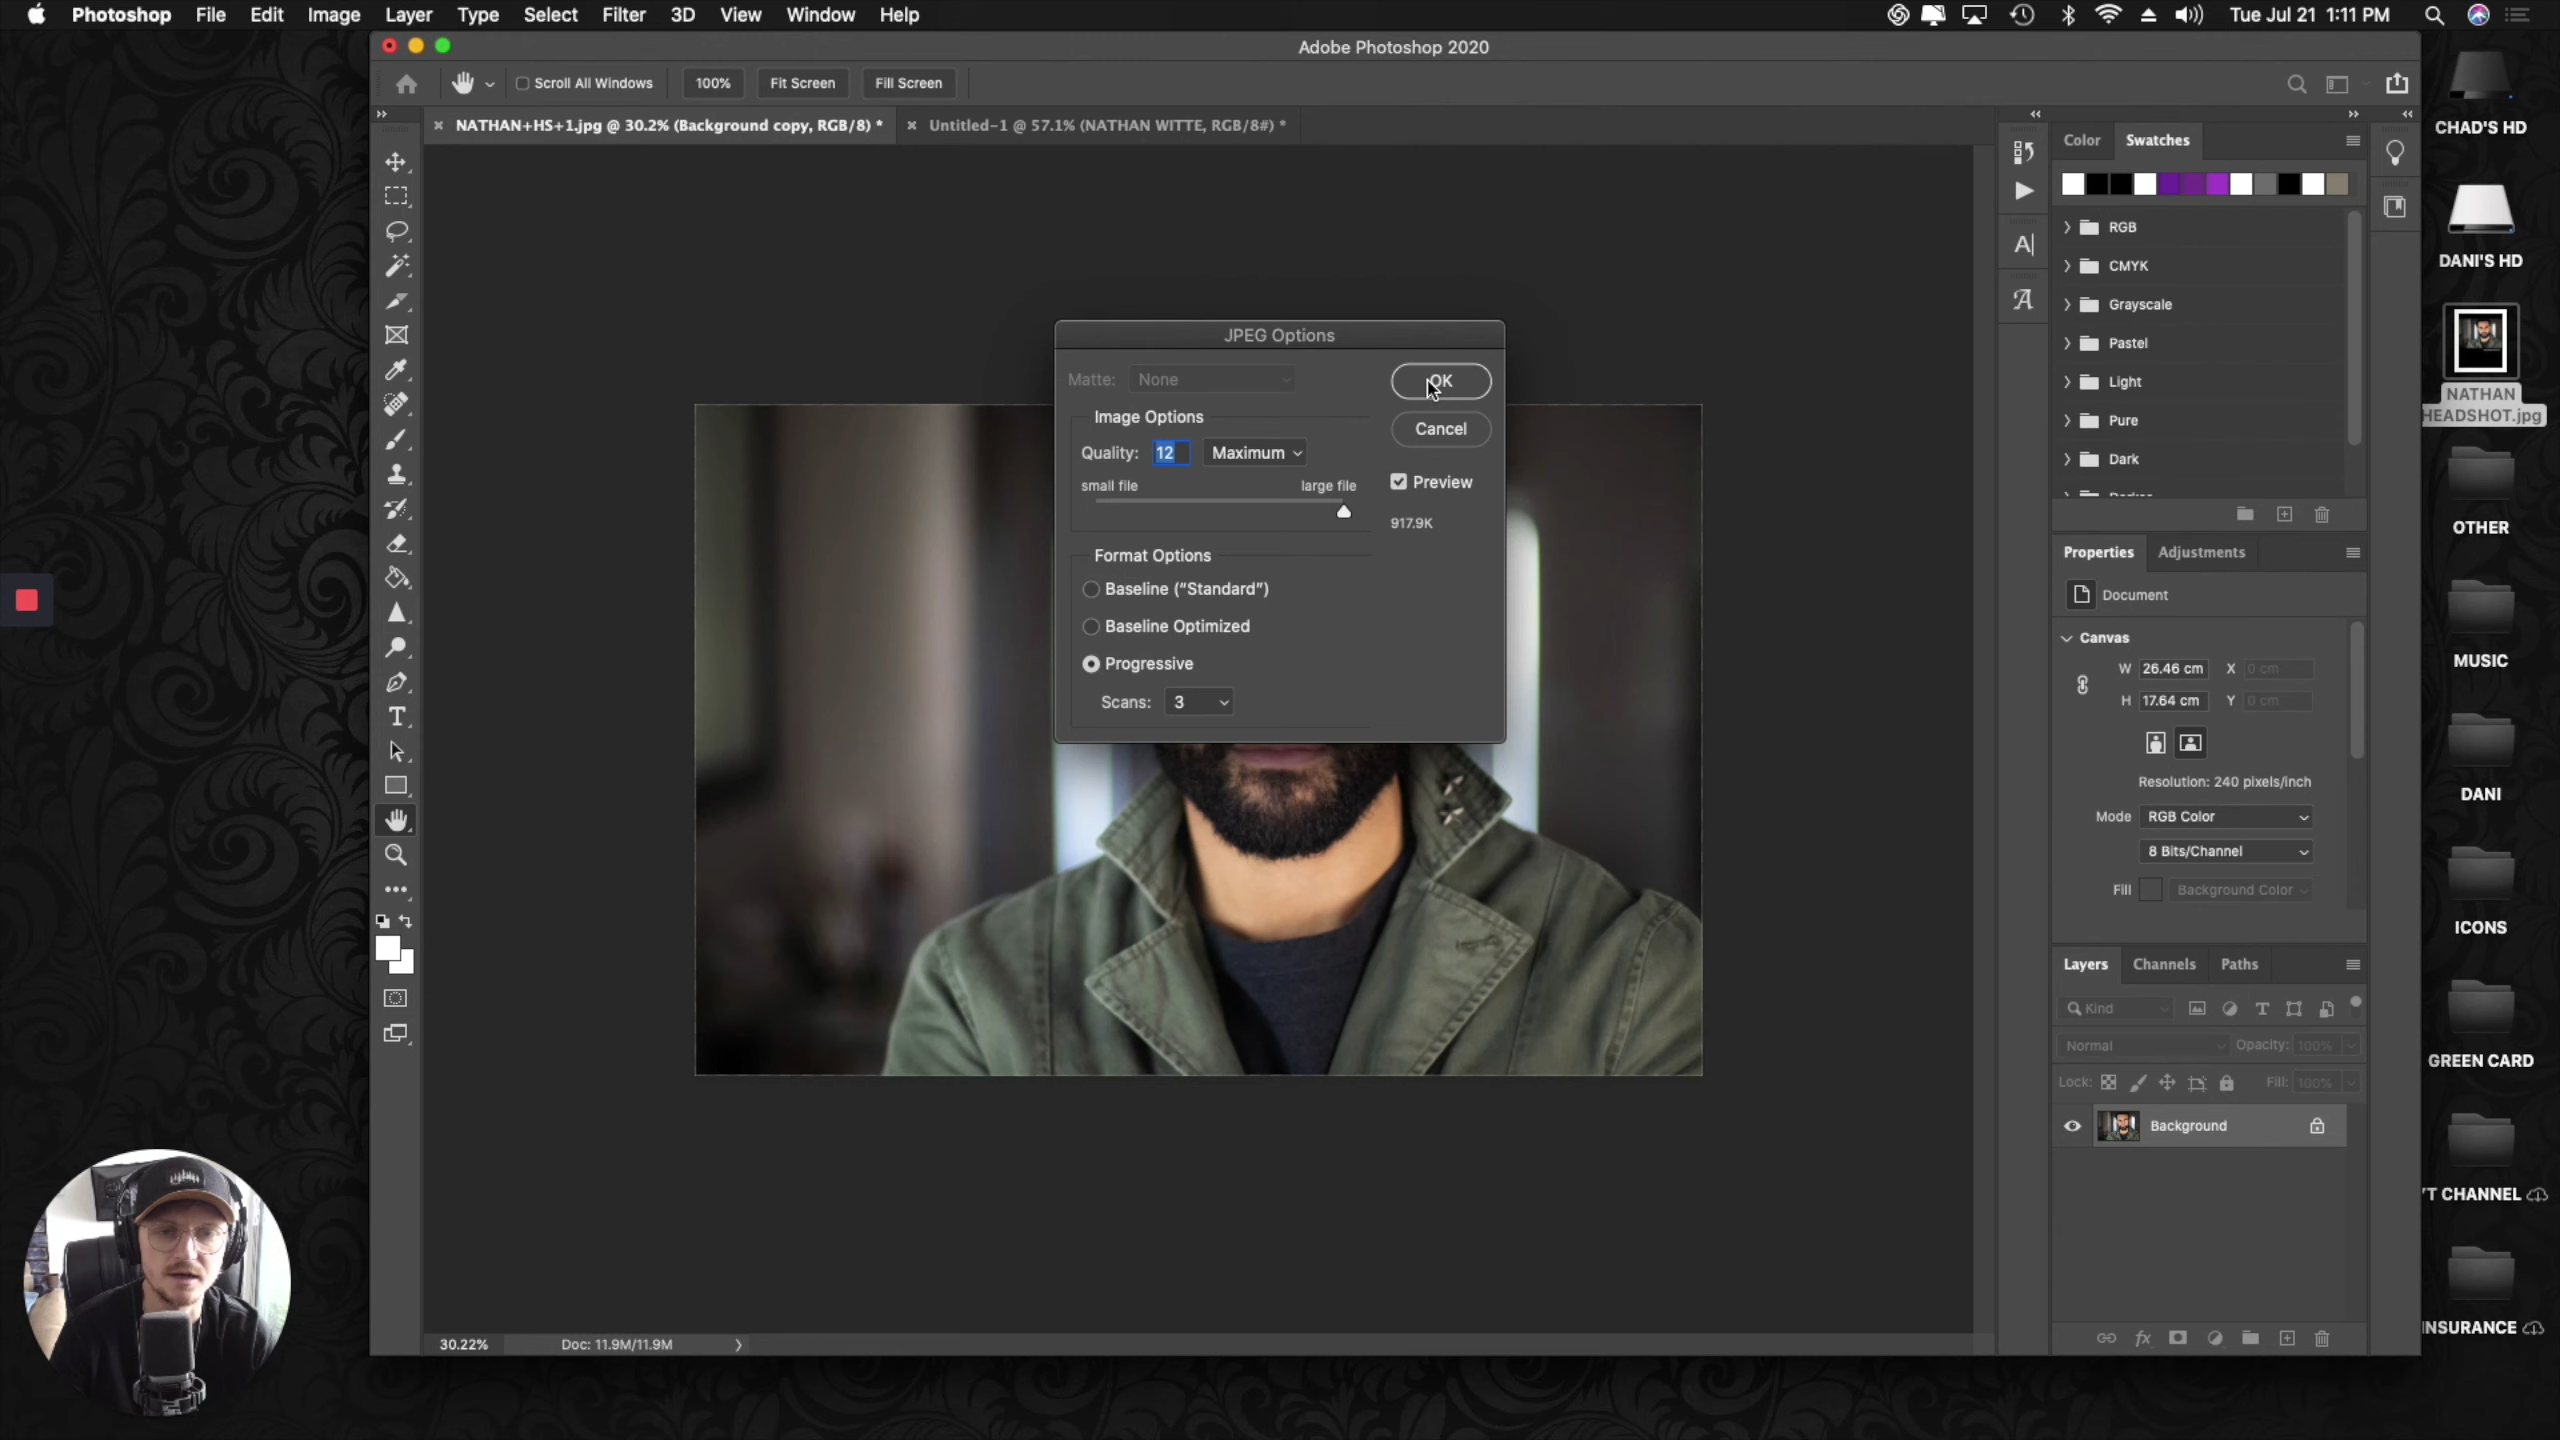 Photoshop File Edit Image Layer Type Select Filter 3D View Window Help
Tue Jul 21 1:11 PM
Adobe Photoshop 2020
Scroll All Windows 100% Fit Screen Fill Screen
NATHAN+HS+1.jpg @ 30.2% (Background copy, RGB/8) *
Untitled-1 @ 57.1% (NATHAN WITTE, RGB/8#) *
JPEG Options
Matte: None
OK
Cancel
Image Options
Quality: 12 Maximum
small file large file
Preview
917.9K
Format Options
Baseline ("Standard")
Baseline Optimized
Progressive
Scans: 3
30.22% Doc: 11.9M/11.9M
Color Swatches
RGB
CMYK
Grayscale
Pastel
Light
Pure
Dark
Properties Adjustments
Document
Canvas
W 26.46 cm X 0 cm
H 17.64 cm Y 0 cm
Resolution: 240 pixels/inch
Mode RGB Color
8 Bits/Channel
Fill Background Color
Layers Channels Paths
Kind
Normal Opacity: 100%
Lock: Fill: 100%
Background
CHAD'S HD
DANI'S HD
NATHAN
HEADSHOT.jpg
OTHER
MUSIC
DANI
ICONS
GREEN CARD
T CHANNEL
INSURANCE